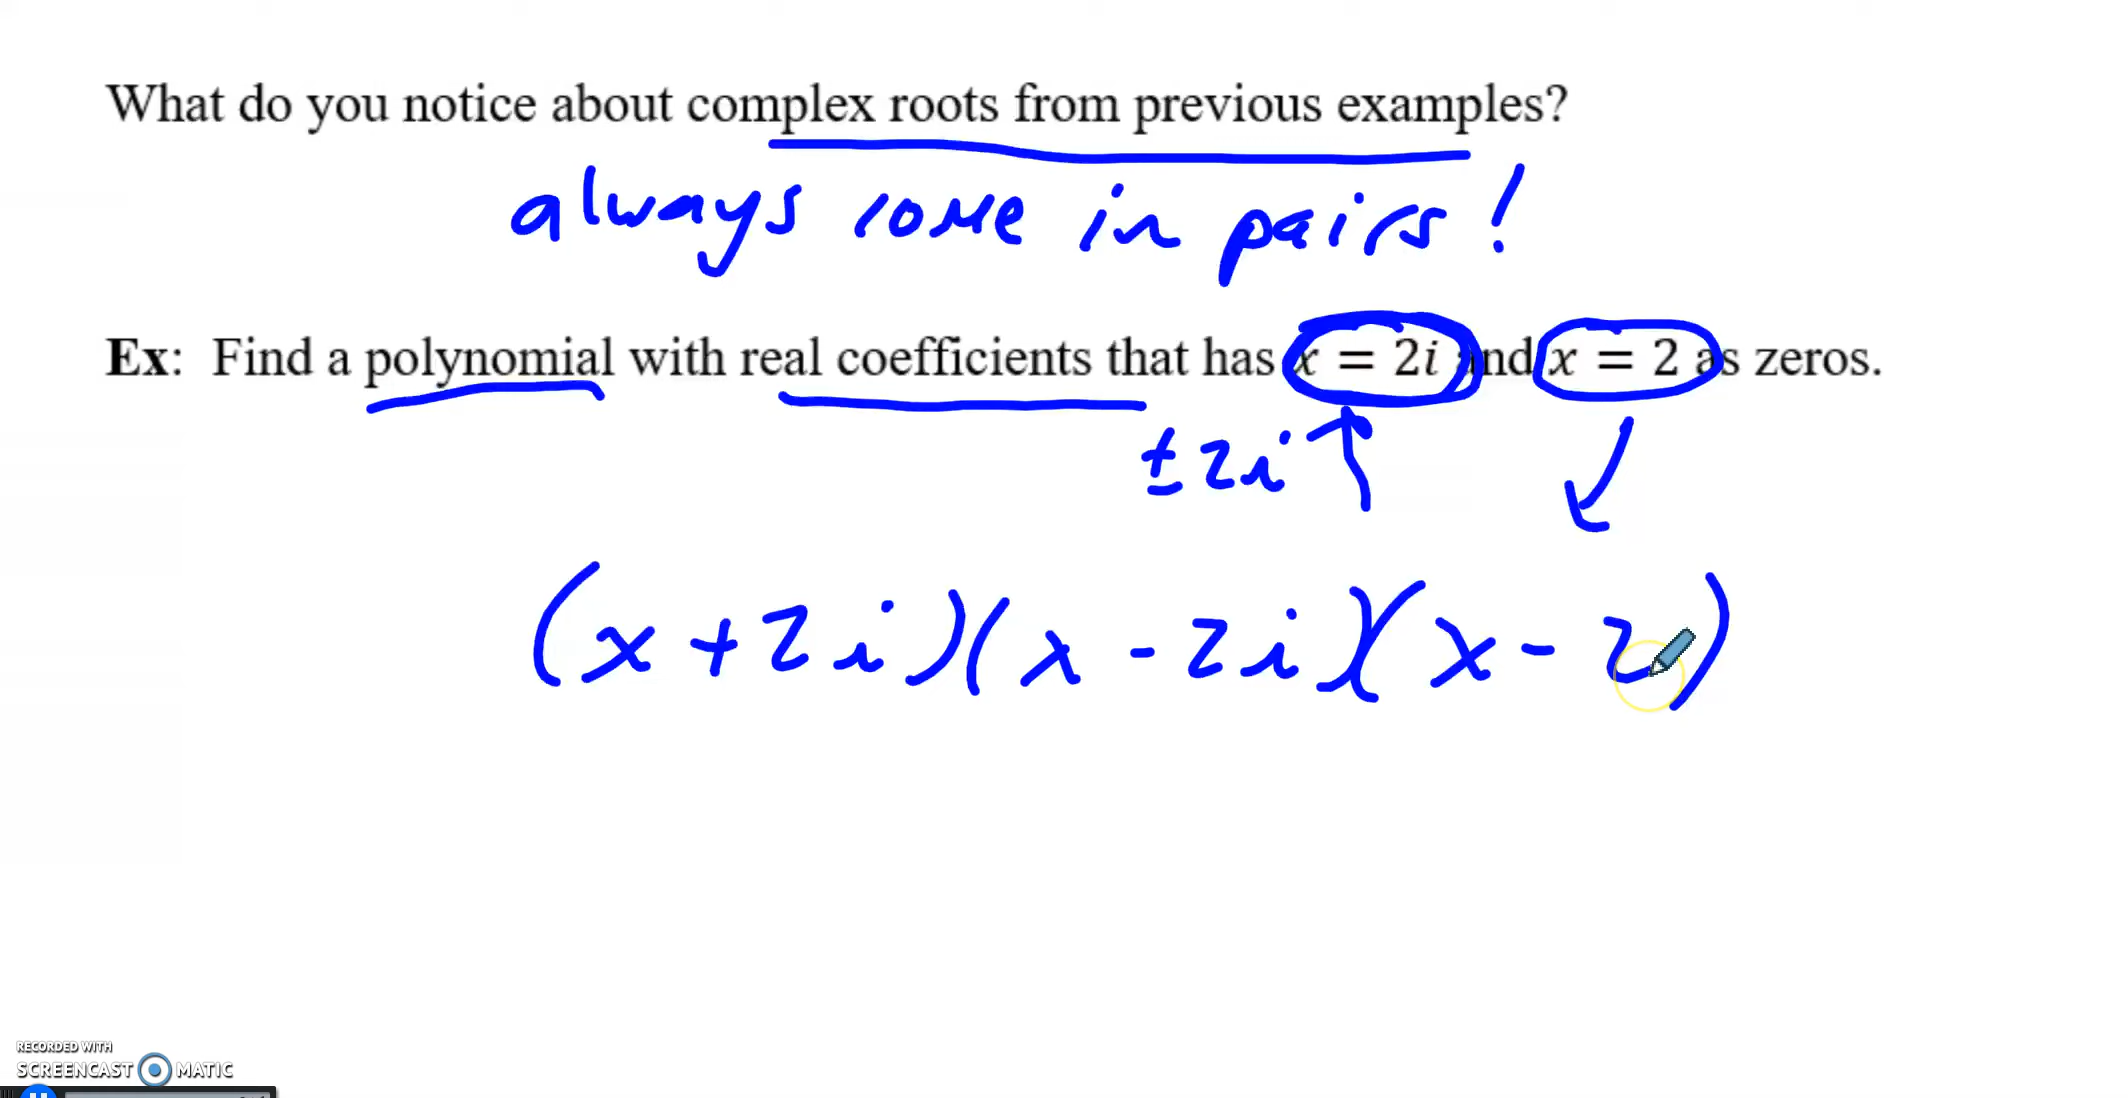 What do you notice about complex roots from previous examples?
always come in pairs!
Ex: Find a polynomial with real coefficients that has x = 2i and x = 2 as zeros.
±2i
(x + 2i)(x - 2i)(x - 2)
RECORDED WITH
SCREENCAST MATIC